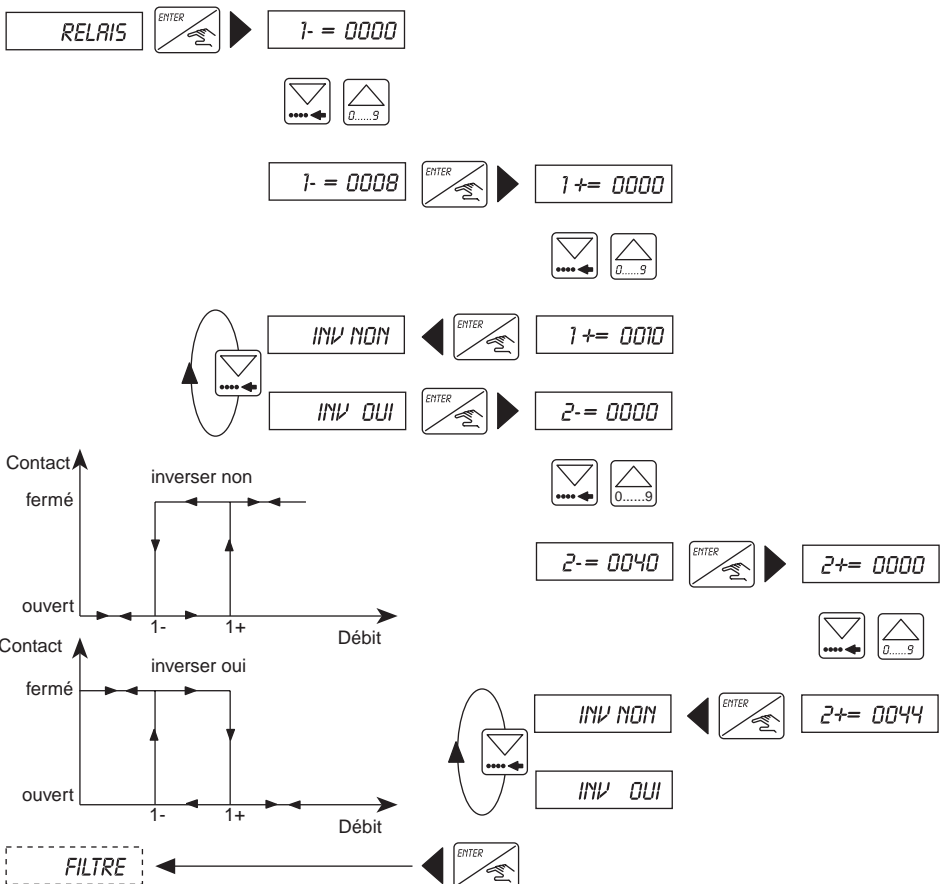 RELAIS ENTER 1- = 0000
0......9
1- = 0008 ENTER 1 += 0000
0......9
INV NON ENTER 1 += 0010
INV OUI ENTER 2-= 0000
0......9
2-= 0040 ENTER 2+= 0000
0......9
Contact
inverser non
fermé
ouvert
1- 1+
Débit
Contact
inverser oui
fermé
ouvert
1- 1+
Débit
INV NON ENTER 2+= 0044
INV OUI
FILTRE ENTER